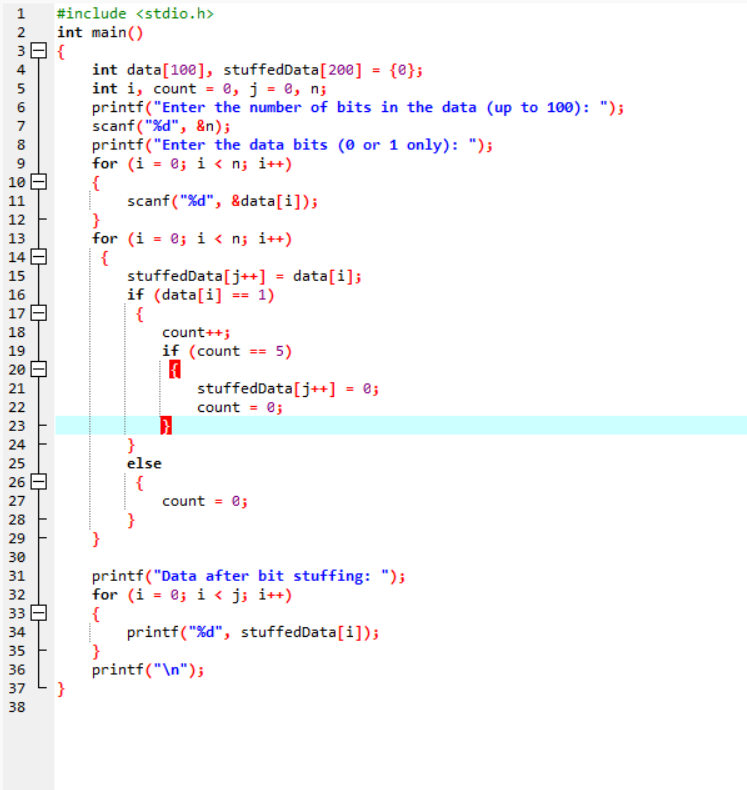 1 #include <stdio.h>
2 int main()
3 {
4 int data[100], stuffedData[200] = {0};
5 int i, count = 0, j = 0, n;
6 printf("Enter the number of bits in the data (up to 100): ");
7 scanf("%d", &n);
8 printf("Enter the data bits (0 or 1 only): ");
9 for (i = 0; i < n; i++)
10 {
11 scanf("%d", &data[i]);
12 }
13 for (i = 0; i < n; i++)
14 {
15 stuffedData[j++] = data[i];
16 if (data[i] == 1)
17 {
18 count++;
19 if (count == 5)
20 {
21 stuffedData[j++] = 0;
22 count = 0;
23 }
24 }
25 else
26 {
27 count = 0;
28 }
29 }
30
31 printf("Data after bit stuffing: ");
32 for (i = 0; i < j; i++)
33 {
34 printf("%d", stuffedData[i]);
35 }
36 printf("\n");
37 }
38